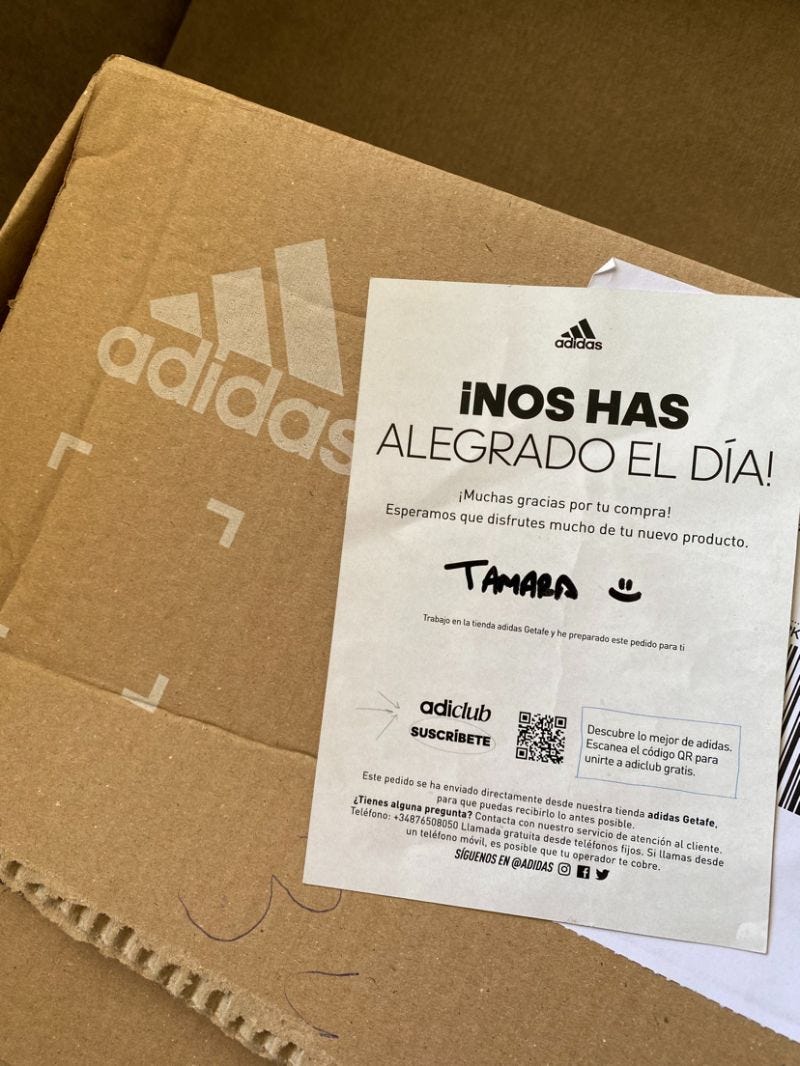 adidas
adidas
¡NOS HAS
ALEGRADO EL DÍA!
¡Muchas gracias por tu compra!
Esperamos que disfrutes mucho de tu nuevo producto.
TAMARA
Trabajo en la tienda adidas Getafe y he preparado este pedido para ti
adiclub
SUSCRÍBETE
Descubre lo mejor de adidas.
Escanea el código QR para
unirte a adiclub gratis.
Este pedido se ha enviado directamente desde nuestra tienda adidas Getafe,
para que puedas recibirlo lo antes posible.
¿Tienes alguna pregunta? Contacta con nuestro servicio de atención al cliente.
Teléfono: +34876508050 Llamada gratuita desde teléfonos fijos. Si llamas desde
un teléfono móvil, es posible que tu operador te cobre.
SÍGUENOS EN @ADIDAS